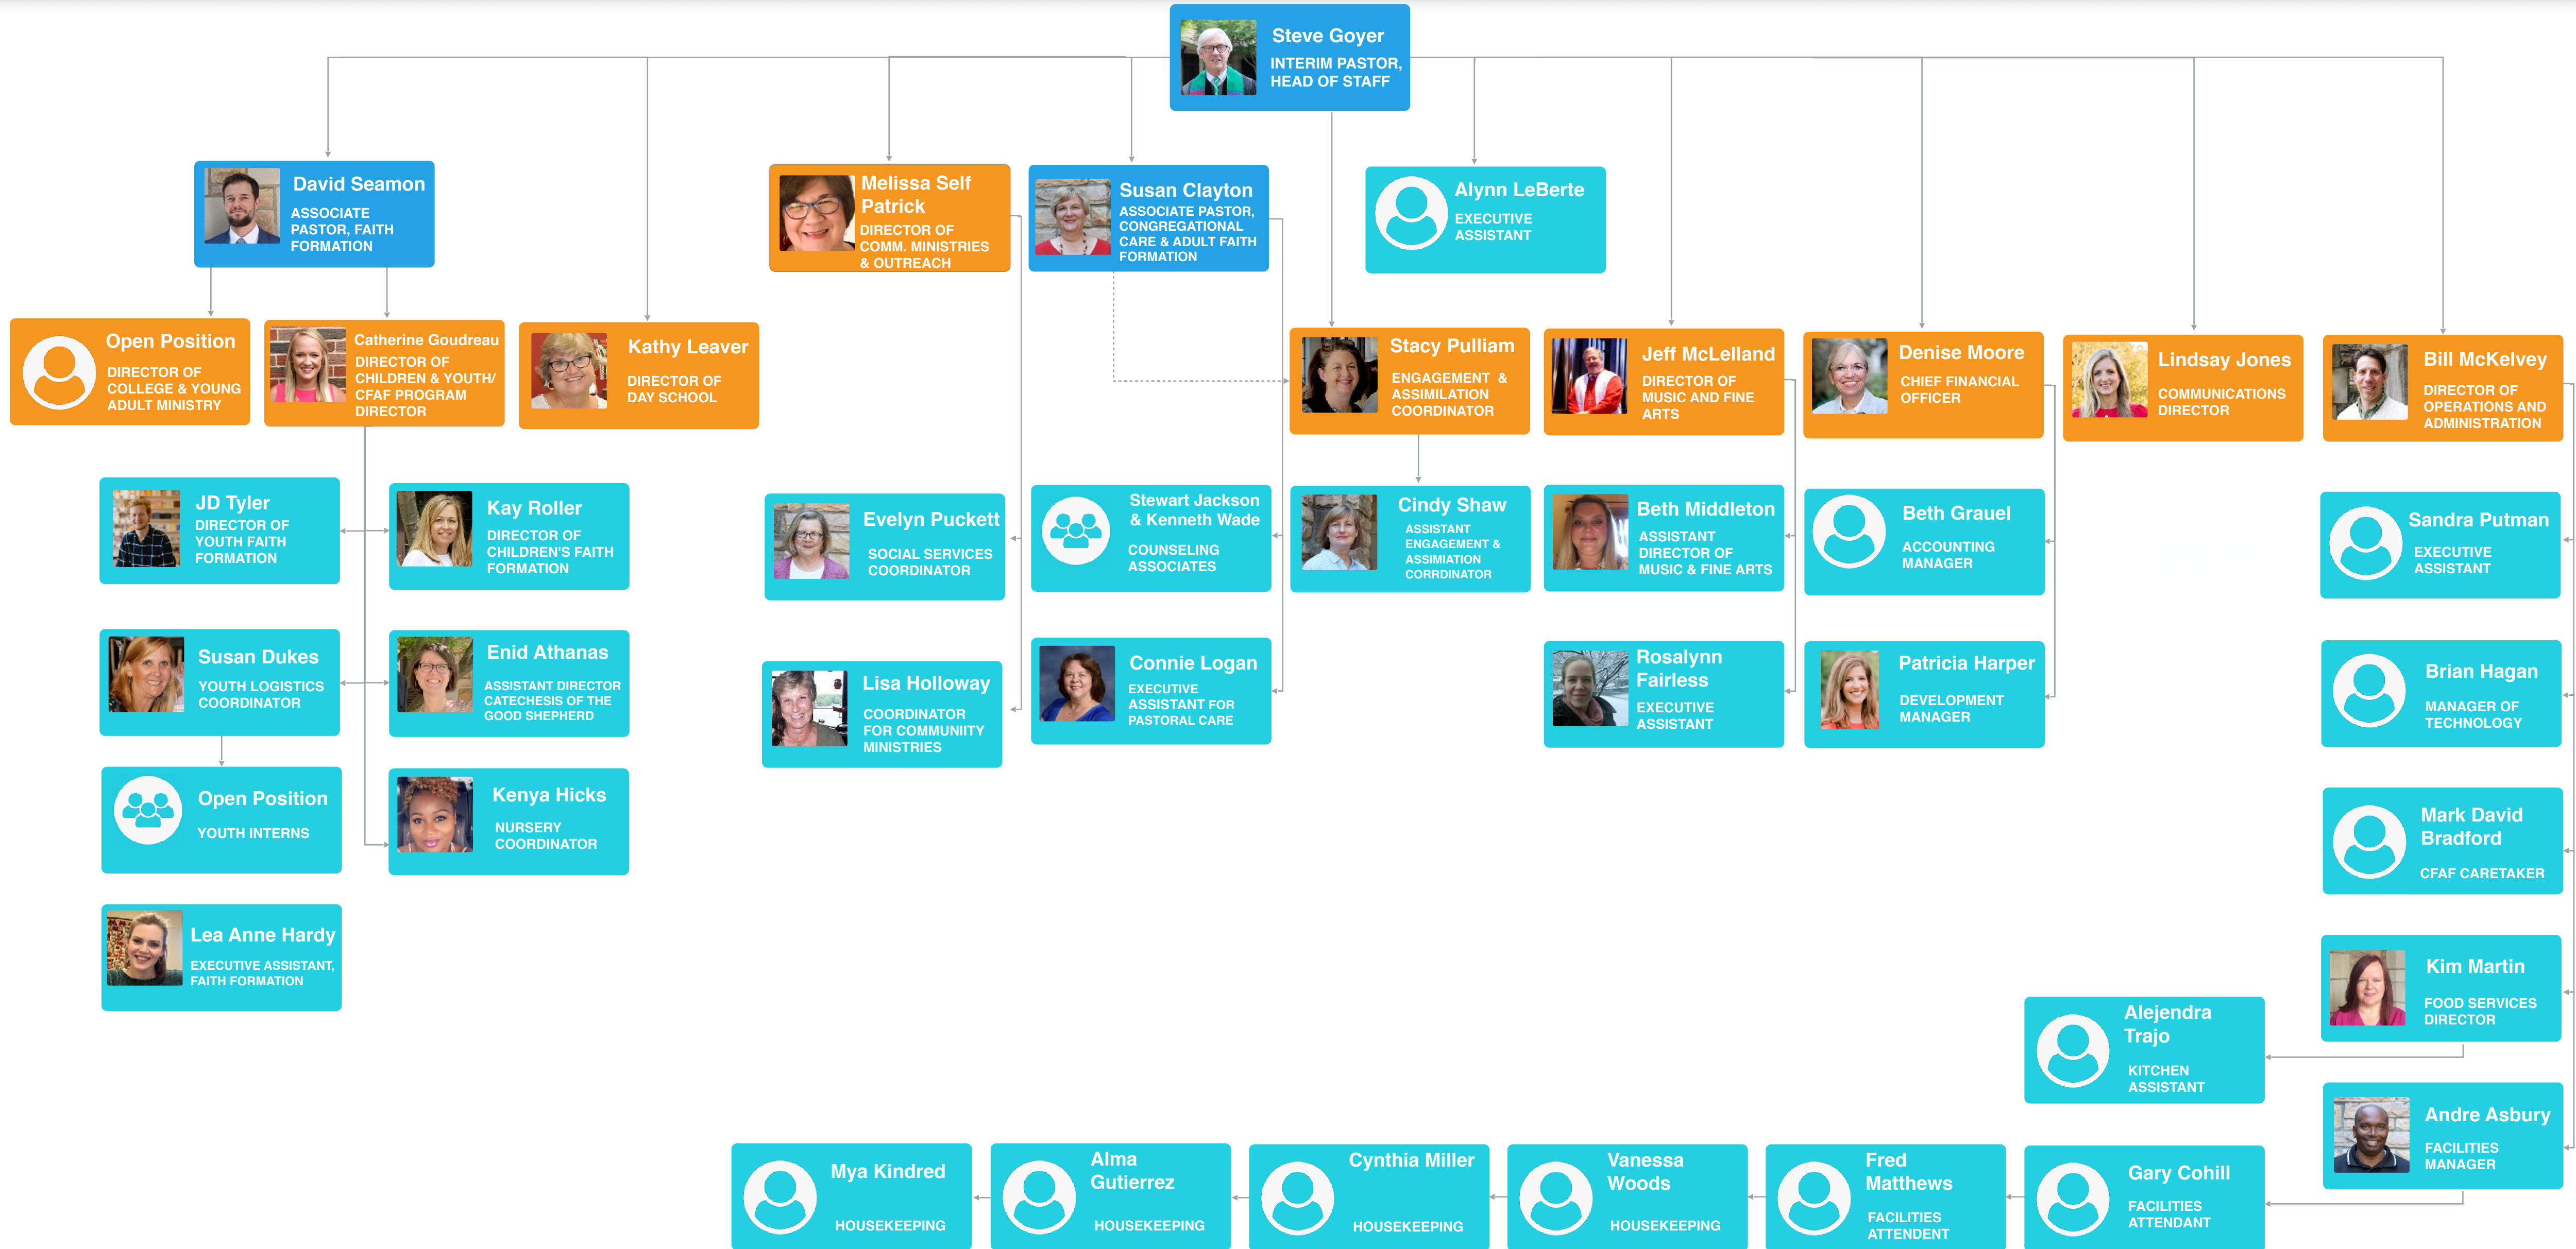 Steve Goyer
INTERIM PASTOR,
HEAD OF STAFF
David Seamon
ASSOCIATE
PASTOR, FAITH
FORMATION
Melissa Self
Patrick
DIRECTOR OF
COMM. MINISTRIES
& OUTREACH
Susan Clayton
ASSOCIATE PASTOR,
CONGREGATIONAL
CARE & ADULT FAITH
FORMATION
Alynn LeBerte
EXECUTIVE
ASSISTANT
Open Position
DIRECTOR OF
COLLEGE & YOUNG
ADULT MINISTRY
Catherine Goudreau
DIRECTOR OF
CHILDREN & YOUTH/
CFAF PROGRAM
DIRECTOR
Kathy Leaver
DIRECTOR OF
DAY SCHOOL
Stacy Pulliam
ENGAGEMENT &
ASSIMILATION
COORDINATOR
Jeff McLelland
DIRECTOR OF
MUSIC AND FINE
ARTS
Denise Moore
CHIEF FINANCIAL
OFFICER
Lindsay Jones
COMMUNICATIONS
DIRECTOR
Bill McKelvey
DIRECTOR OF
OPERATIONS AND
ADMINISTRATION
JD Tyler
DIRECTOR OF
YOUTH FAITH
FORMATION
Kay Roller
DIRECTOR OF
CHILDREN'S FAITH
FORMATION
Evelyn Puckett
SOCIAL SERVICES
COORDINATOR
Stewart Jackson
& Kenneth Wade
COUNSELING
ASSOCIATES
Cindy Shaw
ASSISTANT
ENGAGEMENT &
ASSIMIATION
CORRDINATOR
Beth Middleton
ASSISTANT
DIRECTOR OF
MUSIC & FINE ARTS
Beth Grauel
ACCOUNTING
MANAGER
Sandra Putman
EXECUTIVE
ASSISTANT
Susan Dukes
YOUTH LOGISTICS
COORDINATOR
Enid Athanas
ASSISTANT DIRECTOR
CATECHESIS OF THE
GOOD SHEPHERD
Lisa Holloway
COORDINATOR
FOR COMMUNITY
MINISTRIES
Connie Logan
EXECUTIVE
ASSISTANT FOR
PASTORAL CARE
Rosalynn
Fairless
EXECUTIVE
ASSISTANT
Patricia Harper
DEVELOPMENT
MANAGER
Brian Hagan
MANAGER OF
TECHNOLOGY
Open Position
YOUTH INTERNS
Kenya Hicks
NURSERY
COORDINATOR
Mark David
Bradford
CFAF CARETAKER
Lea Anne Hardy
EXECUTIVE ASSISTANT,
FAITH FORMATION
Kim Martin
FOOD SERVICES
DIRECTOR
Alejendra
Trajo
KITCHEN
ASSISTANT
Andre Asbury
FACILITIES
MANAGER
Mya Kindred
HOUSEKEEPING
Alma
Gutierrez
HOUSEKEEPING
Cynthia Miller
HOUSEKEEPING
Vanessa
Woods
HOUSEKEEPING
Fred
Matthews
FACILITIES
ATTENDENT
Gary Cohill
FACILITIES
ATTENDANT